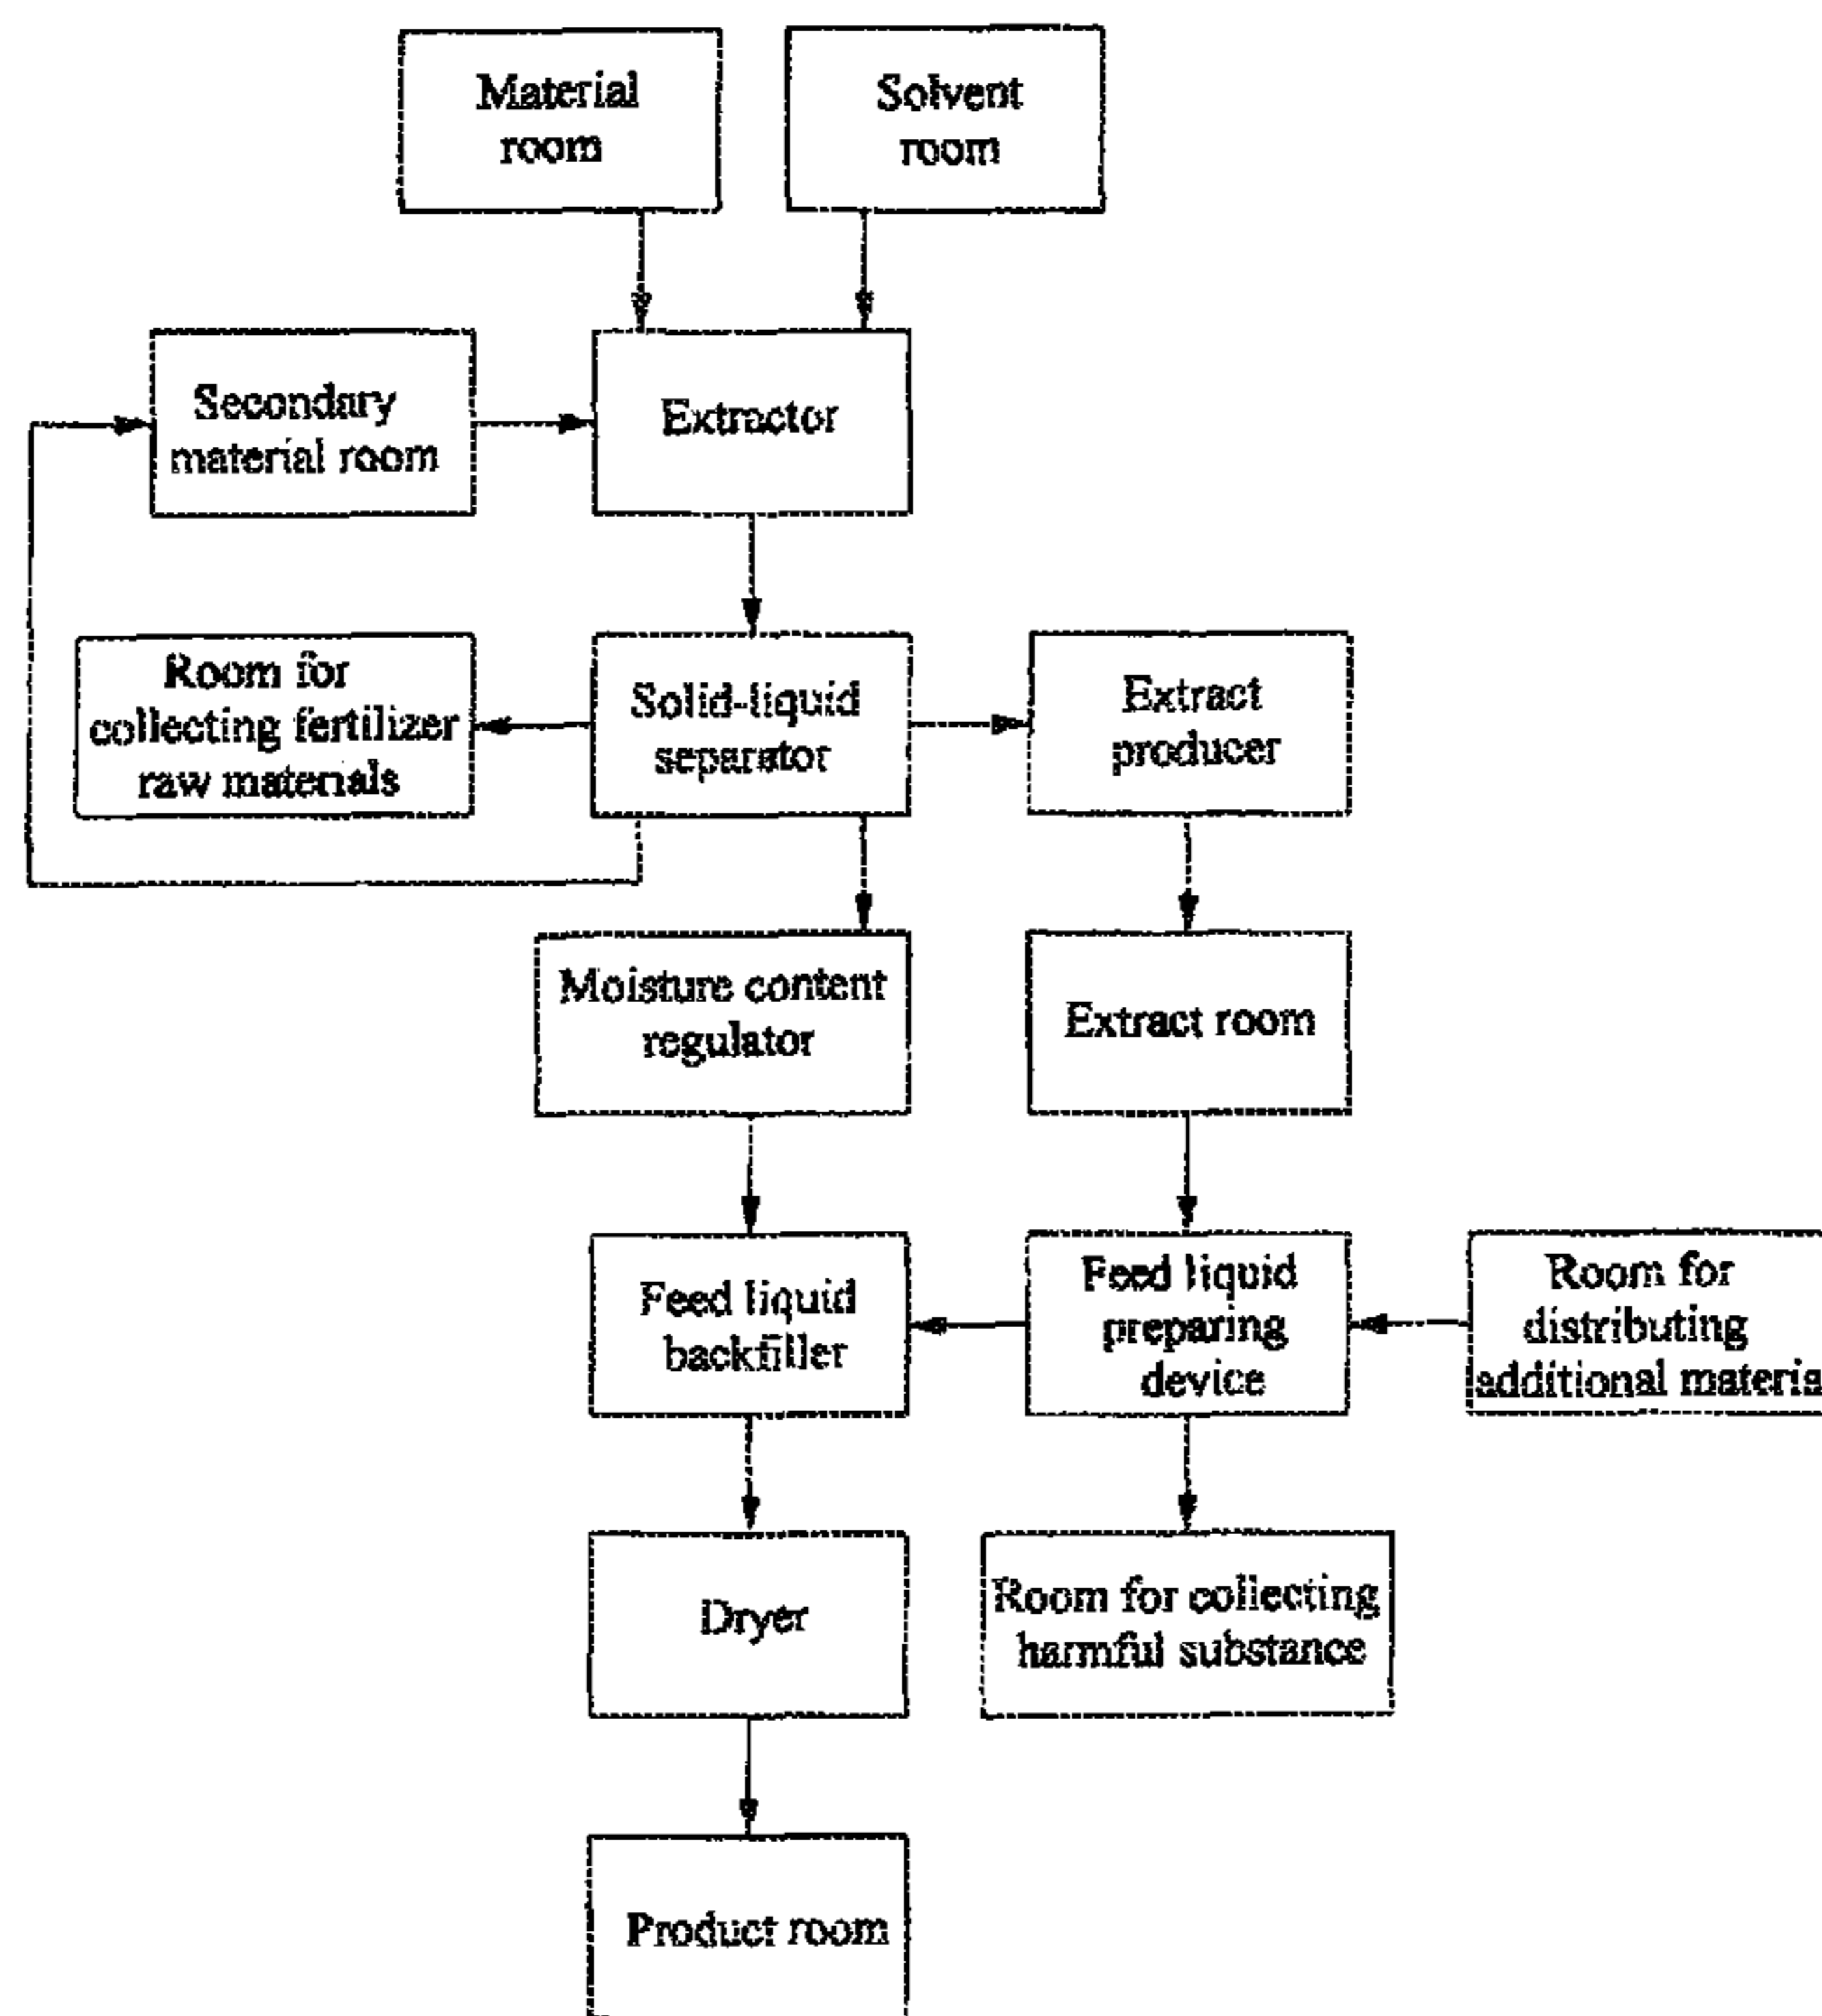 Material
room
Solvent
room
Secondary
material room
Extractor
Room for
collecting fertilizer
raw materials
Solid-liquid
separator
Extract
producer
Moisture content
regulator
Extract room
Feed liquid
backfiller
Feed liquid
preparing
device
Room for
distributing
additional materia
Dryer
Room for collecting
harmful substance
Product room